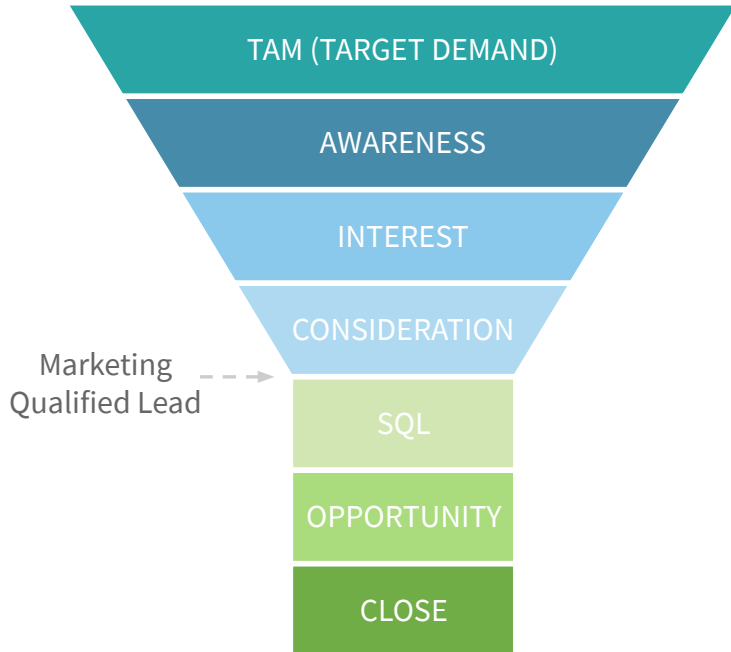 TAM (TARGET DEMAND)
AWARENESS
INTEREST
CONSIDERATION
Marketing
Qualified Lead
SQL
OPPORTUNITY
CLOSE